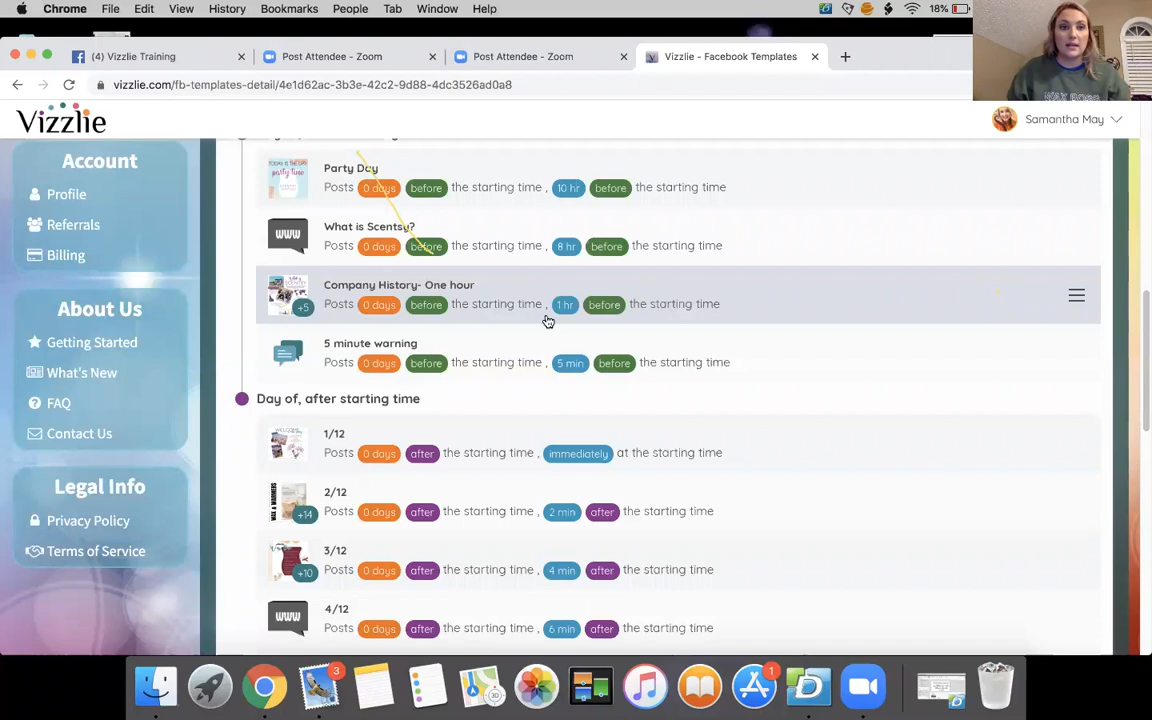 Chrome File Edit View History Bookmarks People Tab Window Help 18%
(4) Vizzlie Training
Post Attendee - Zoom
Post Attendee - Zoom
Vizzlie - Facebook Templates
vizzlie.com/fb-templates-detail/4e1d62ac-3b3e-42c2-9d88-4dc3526ad0a8
Vizzlie
Samantha May
Account
Profile
Referrals
Billing
About Us
Getting Started
What's New
FAQ
Contact Us
Legal Info
Privacy Policy
Terms of Service
Party Day
Posts 0 days before the starting time , 10 hr before the starting time
WWW
What is Scentsy?
Posts 0 days before the starting time , 8 hr before the starting time
+5
Company History- One hour
Posts 0 days before the starting time , 1 hr before the starting time
5 minute warning
Posts 0 days before the starting time , 5 min before the starting time
Day of, after starting time
1/12
Posts 0 days after the starting time , immediately at the starting time
+14
2/12
Posts 0 days after the starting time , 2 min after the starting time
+10
3/12
Posts 0 days after the starting time , 4 min after the starting time
WWW
4/12
Posts 0 days after the starting time , 6 min after the starting time
3
1